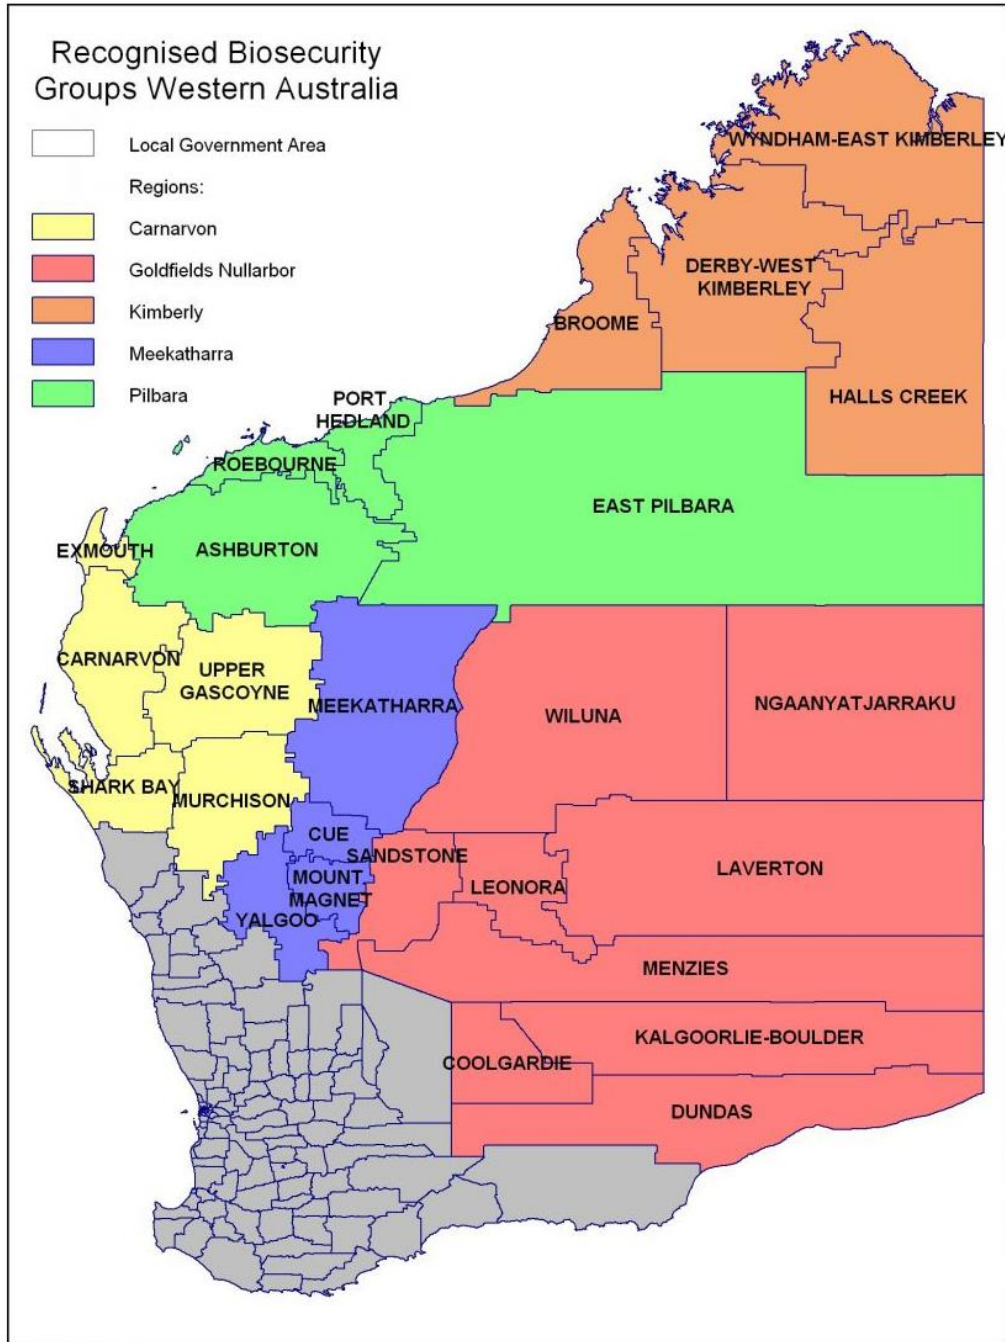 Recognised Biosecurity
Groups Western Australia
Local Government Area
Regions:
Carnarvon
Goldfields Nullarbor
Kimberly
Meekatharra
Pilbara
WYNDHAM-EAST KIMBERLEY
DERBY-WEST
KIMBERLEY
BROOME
HALLS CREEK
PORT
HEDLAND
ROEBOURNE
EAST PILBARA
EXMOUTH
ASHBURTON
CARNARVON
UPPER
GASCOYNE
MEEKATHARRA
WILUNA
NGAANYATJARRAKU
SHARK BAY
MURCHISON
CUE
SANDSTONE
MOUNT
MAGNET
LEONORA
LAVERTON
YALGOO
MENZIES
KALGOORLIE-BOULDER
COOLGARDIE
DUNDAS